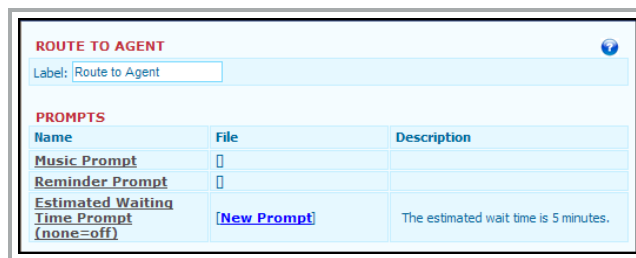 ROUTE TO AGENT
Label: Route to Agent
PROMPTS
Name File Description
Music Prompt []
Reminder Prompt []
Estimated Waiting
Time Prompt [New Prompt] The estimated wait time is 5 minutes.
(none=off)